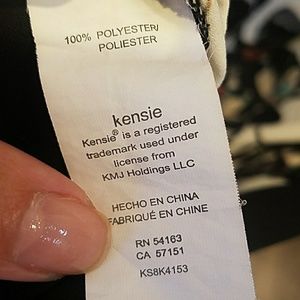 100% POLYESTER/
POLIESTER
kensie
Kensie® is a registered
trademark used under
license from
KMJ Holdings LLC
HECHO EN CHINA
FABRIQUÉ EN CHINE
RN 54163
CA 57151
KS8K4153